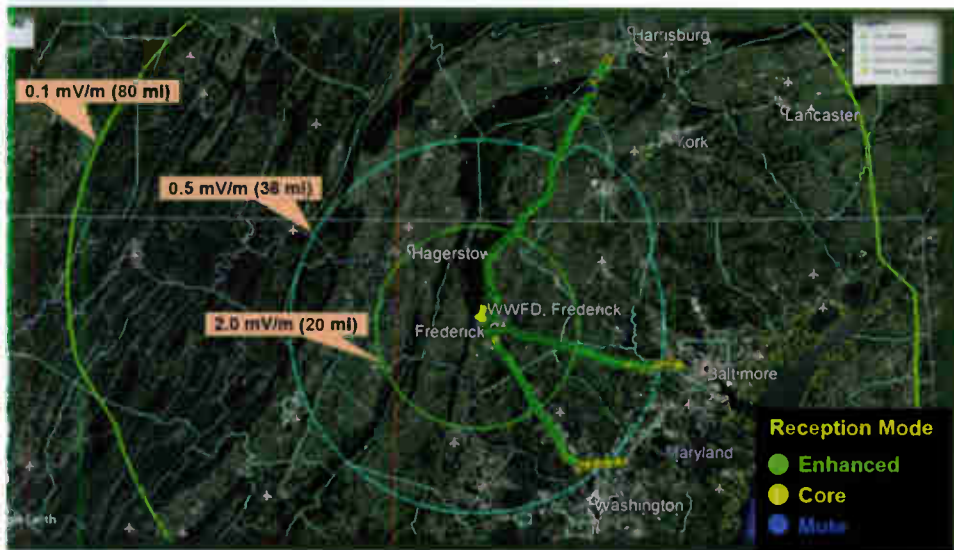 Harrisburg
0.1 mV/m (80 mi)
Lancaster
York
0.5 mV/m (38 mi)
Hagerstow
WWFD, Frederick
2.0 mV/m (20 mi)
Frederick
Baltimore
Reception Mode
Maryland
Enhanced
Core
Washington
Mute